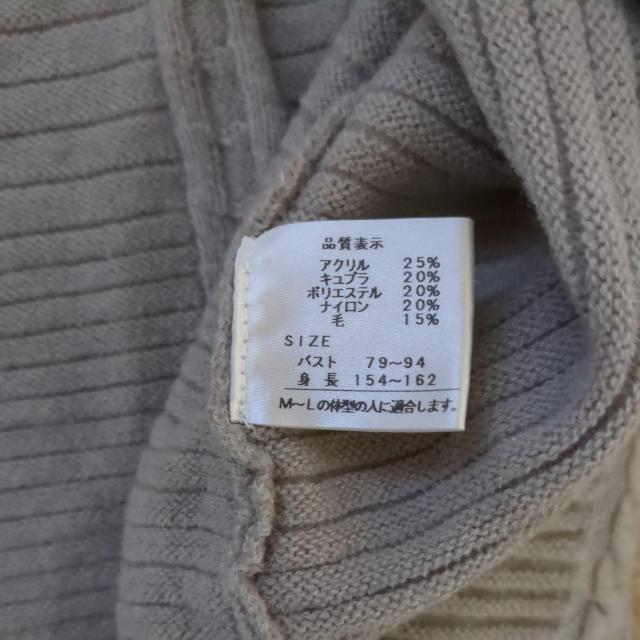 品質表示
アクリル 25%
キュプラ 20%
ポリエステル 20%
ナイロン 20%
毛 15%
SIZE
バスト 79〜94
身長 154〜162
M〜Lの体型の人に適合します。